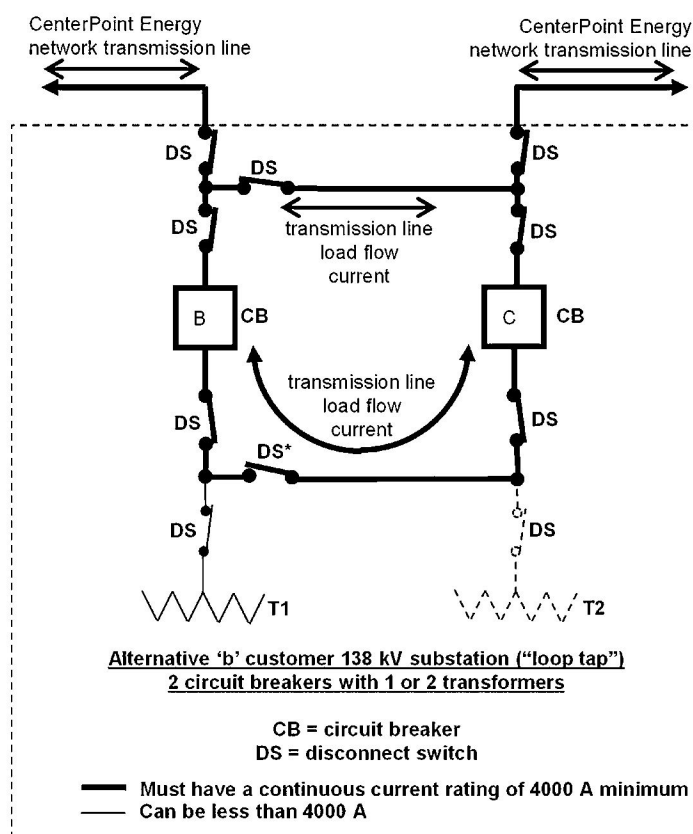 CenterPoint Energy
network transmission line
CenterPoint Energy
network transmission line
DS
DS
DS
DS
DS
transmission line
load flow
current
B
CB
C
CB
transmission line
load flow
current
DS
DS*
DS
DS
DS
T1
T2
Alternative ‘b’ customer 138 kV substation (“loop tap”)
2 circuit breakers with 1 or 2 transformers
CB = circuit breaker
DS = disconnect switch
Must have a continuous current rating of 4000 A minimum
Can be less than 4000 A